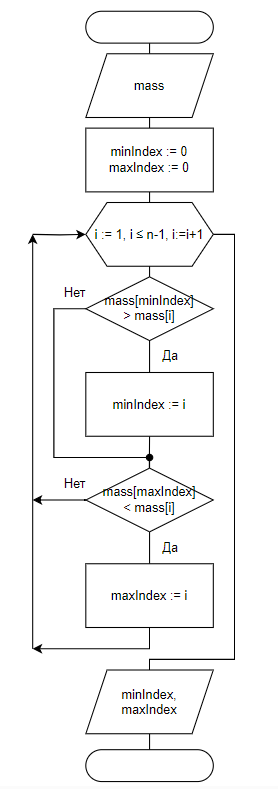 mass
minIndex := 0
maxIndex := 0
i := 1, i ≤ n-1, i:=i+1
Нет
mass[minIndex]
> mass[i]
Да
minIndex := i
Нет
mass[maxIndex]
< mass[i]
Да
maxIndex := i
minIndex,
maxIndex